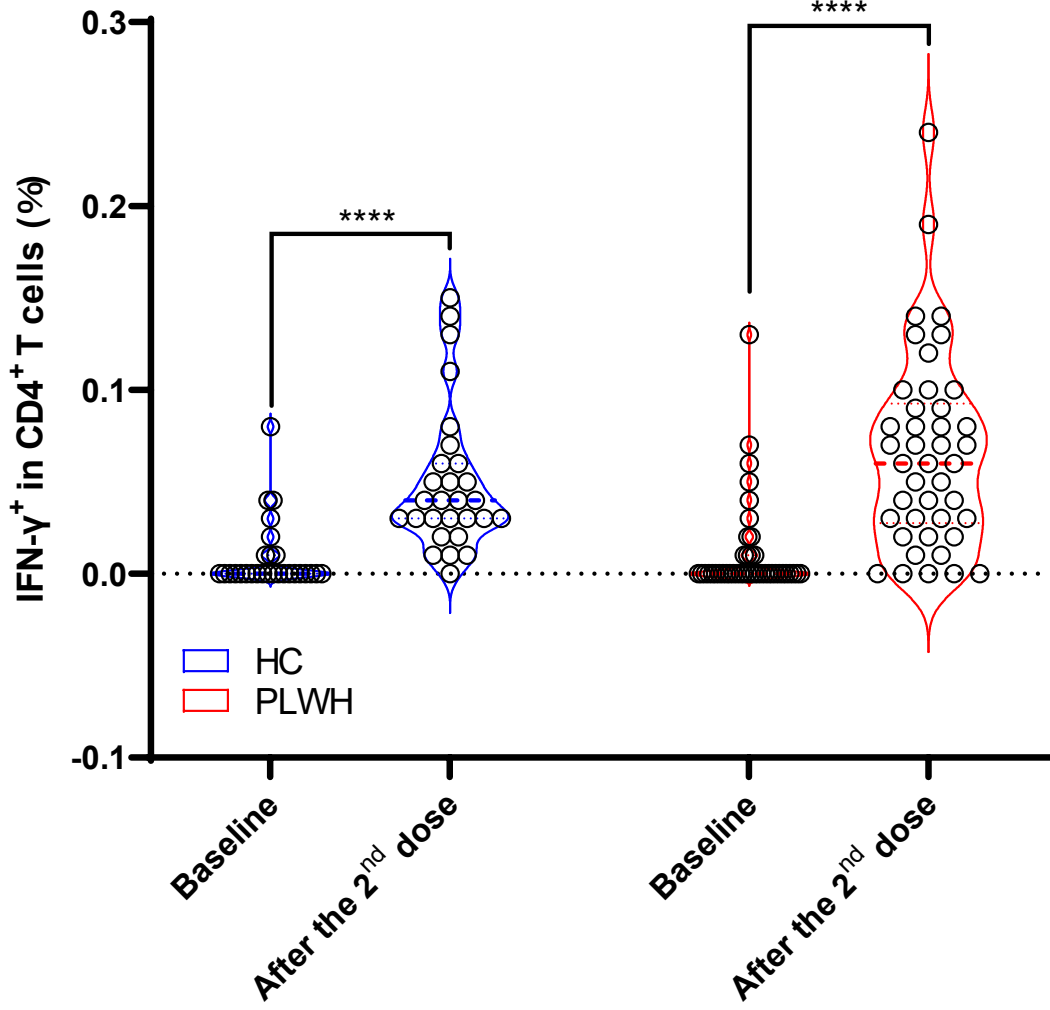 ****
0.3
****
0.2
0.1
0.0
-0.1
IFN-γ⁺ in CD4⁺ T cells (%)
HC
PLWH
Baseline
After the 2ⁿᵈ dose
Baseline
After the 2ⁿᵈ dose